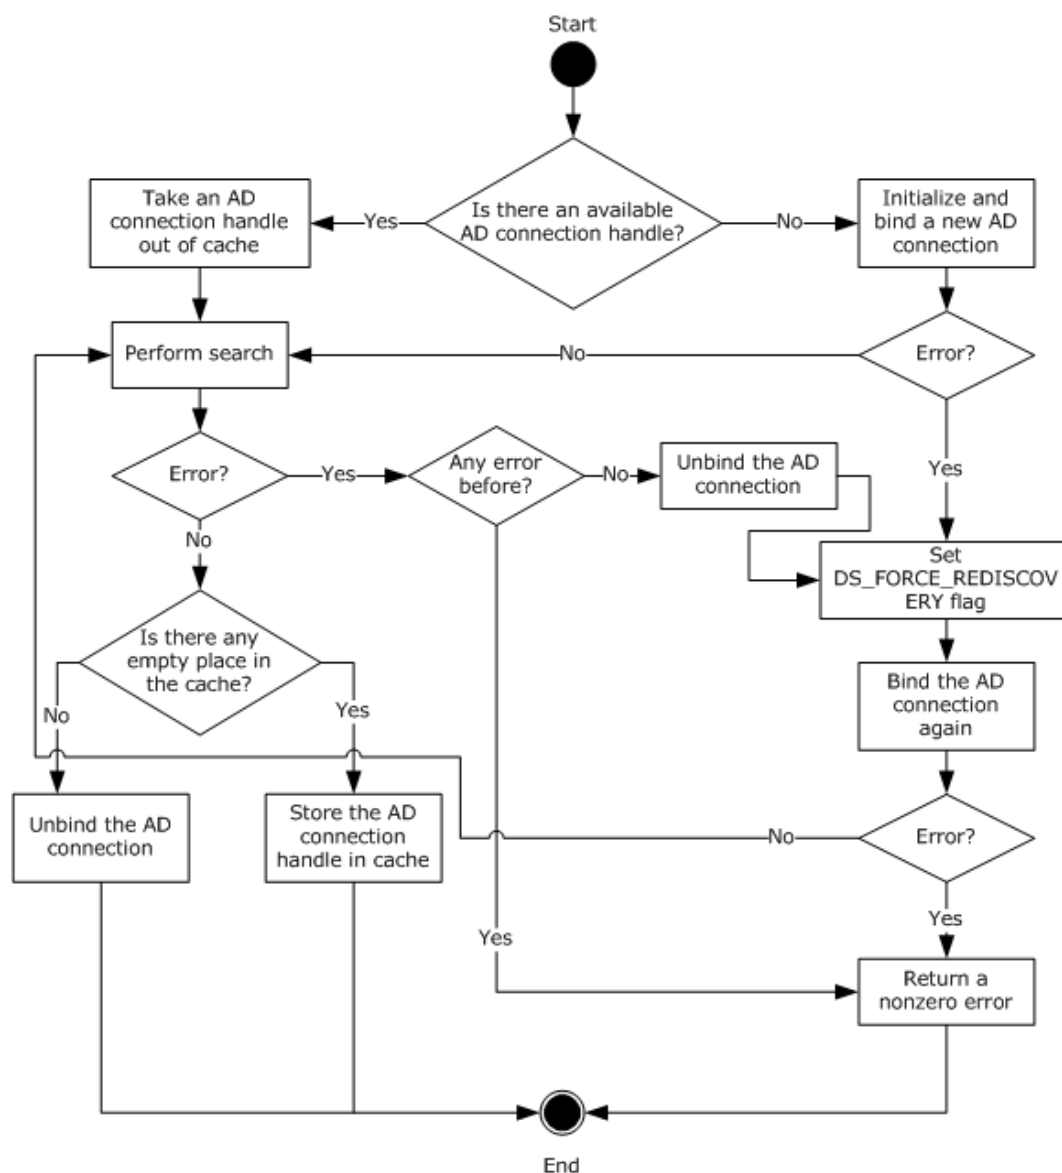 Start
Take an AD
connection handle
out of cache
Yes
Is there an available
AD connection handle?
No
Initialize and
bind a new AD
connection
Perform search
No
Error?
Error?
Yes
Any error
before?
No
Unbind the AD
connection
Yes
No
Set
DS_FORCE_REDISCOV
ERY flag
Is there any
empty place in
the cache?
Bind the AD
connection
again
No
Yes
Unbind the AD
connection
Store the AD
connection
handle in cache
No
Error?
Yes
Yes
Return a
nonzero error
End